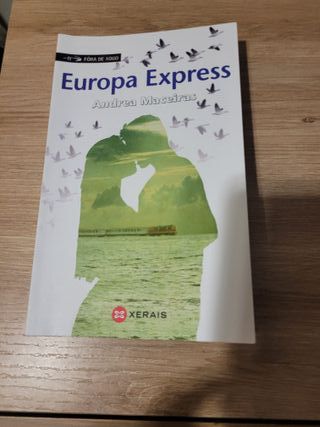 FÓRA DE XOGO
Europa Express
Andrea Maceiras
XERAIS